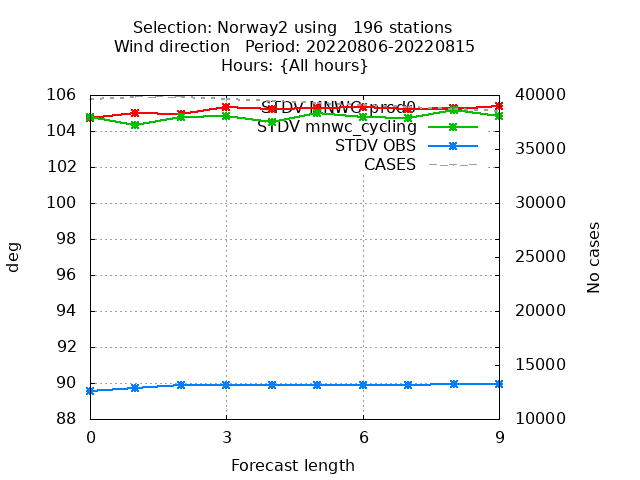 Selection: Norway2 using   196 stations
Wind direction   Period: 20220806-20220815
Hours: {All hours}
106
104
102
100
98
96
94
92
90
88
deg
40000
35000
30000
25000
20000
15000
10000
No cases
STDV MNWC_prod0
STDV mnwc_cycling
STDV OBS
CASES
0 3 6 9
Forecast length